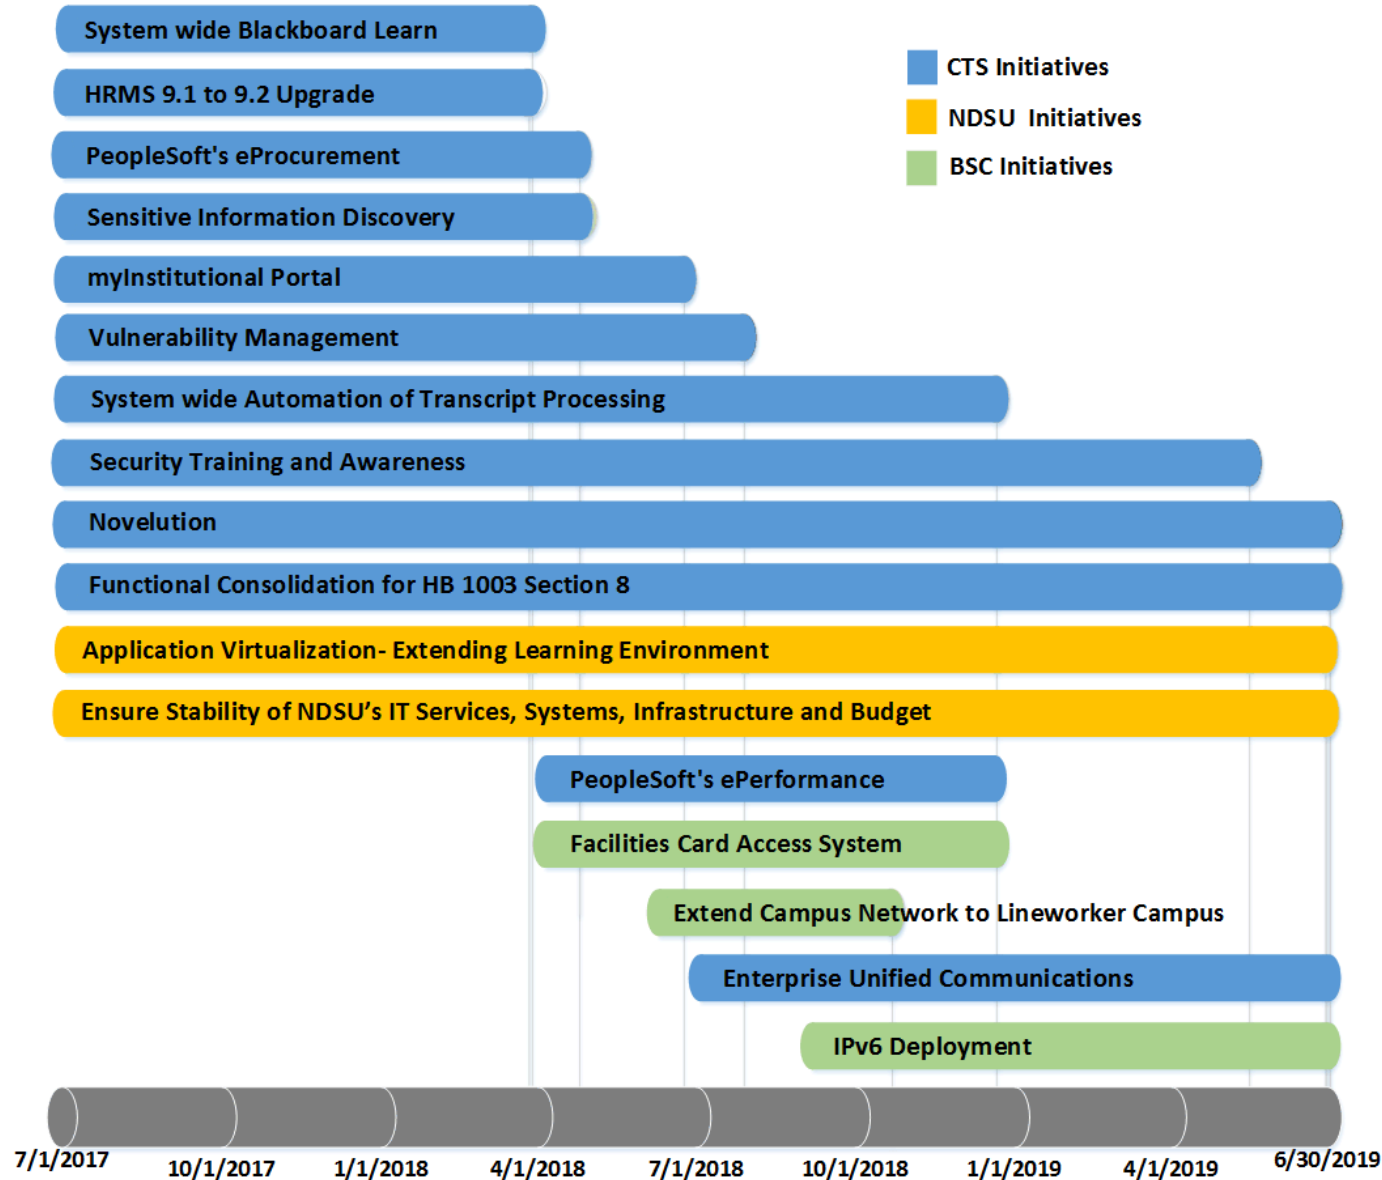 System wide Blackboard Learn
HRMS 9.1 to 9.2 Upgrade
PeopleSoft's eProcurement
Sensitive Information Discovery
myInstitutional Portal
Vulnerability Management
System wide Automation of Transcript Processing
Security Training and Awareness
Novelution
Functional Consolidation for HB 1003 Section 8
Application Virtualization- Extending Learning Environment
Ensure Stability of NDSU’s IT Services, Systems, Infrastructure and Budget
PeopleSoft's ePerformance
Facilities Card Access System
Extend Campus Network to Lineworker Campus
Enterprise Unified Communications
IPv6 Deployment
CTS Initiatives
NDSU Initiatives
BSC Initiatives
7/1/2017
10/1/2017
1/1/2018
4/1/2018
7/1/2018
10/1/2018
1/1/2019
4/1/2019
6/30/2019